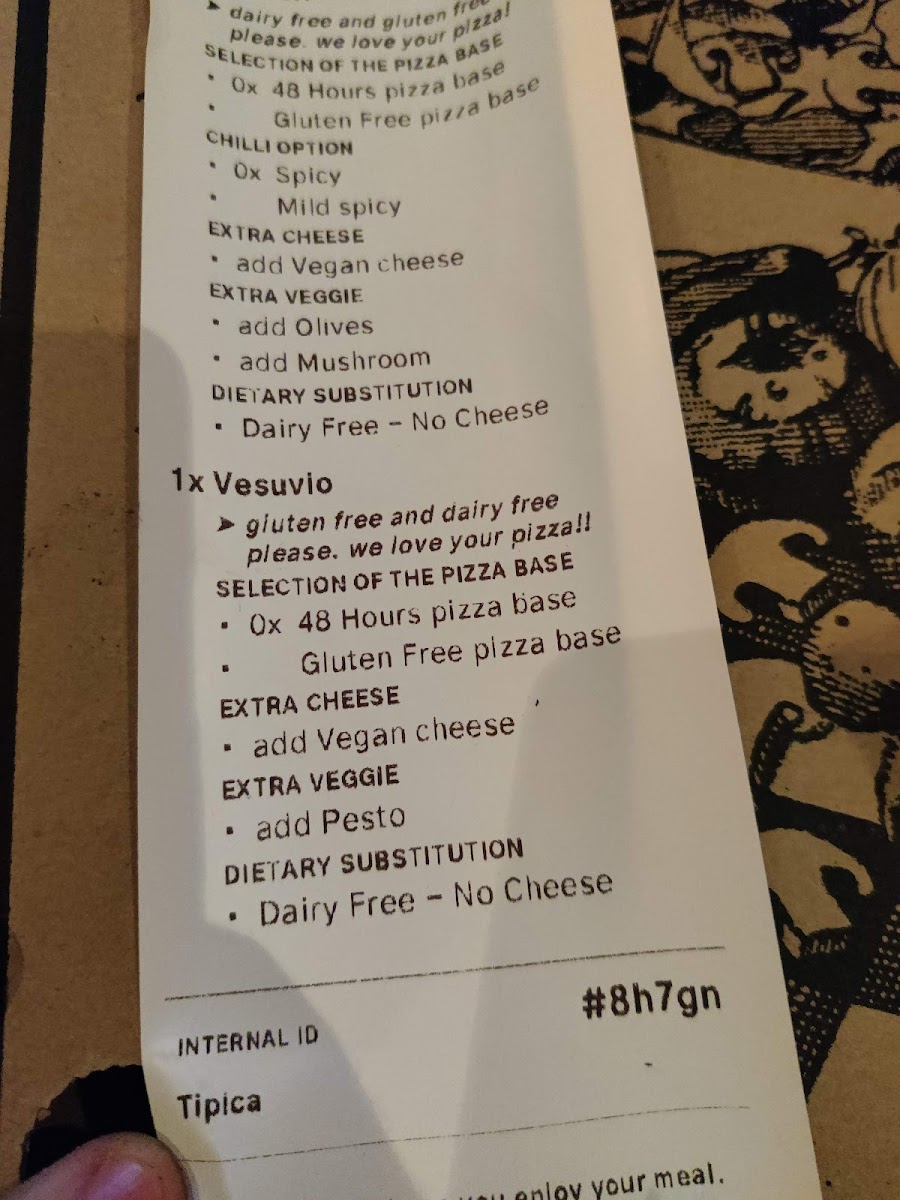 ➤ dairy free and gluten free
please. we love your pizza!
SELECTION OF THE PIZZA BASE
• 0x 48 Hours pizza base
• Gluten Free pizza base
CHILLI OPTION
• 0x Spicy
• Mild spicy
EXTRA CHEESE
• add Vegan cheese
EXTRA VEGGIE
• add Olives
• add Mushroom
DIETARY SUBSTITUTION
• Dairy Free – No Cheese
1x Vesuvio
➤ gluten free and dairy free
please. we love your pizza!!
SELECTION OF THE PIZZA BASE
• 0x 48 Hours pizza base
• Gluten Free pizza base
EXTRA CHEESE
• add Vegan cheese
EXTRA VEGGIE
• add Pesto
DIETARY SUBSTITUTION
• Dairy Free – No Cheese
#8h7gn
INTERNAL ID
Tipica
you enjoy your meal.